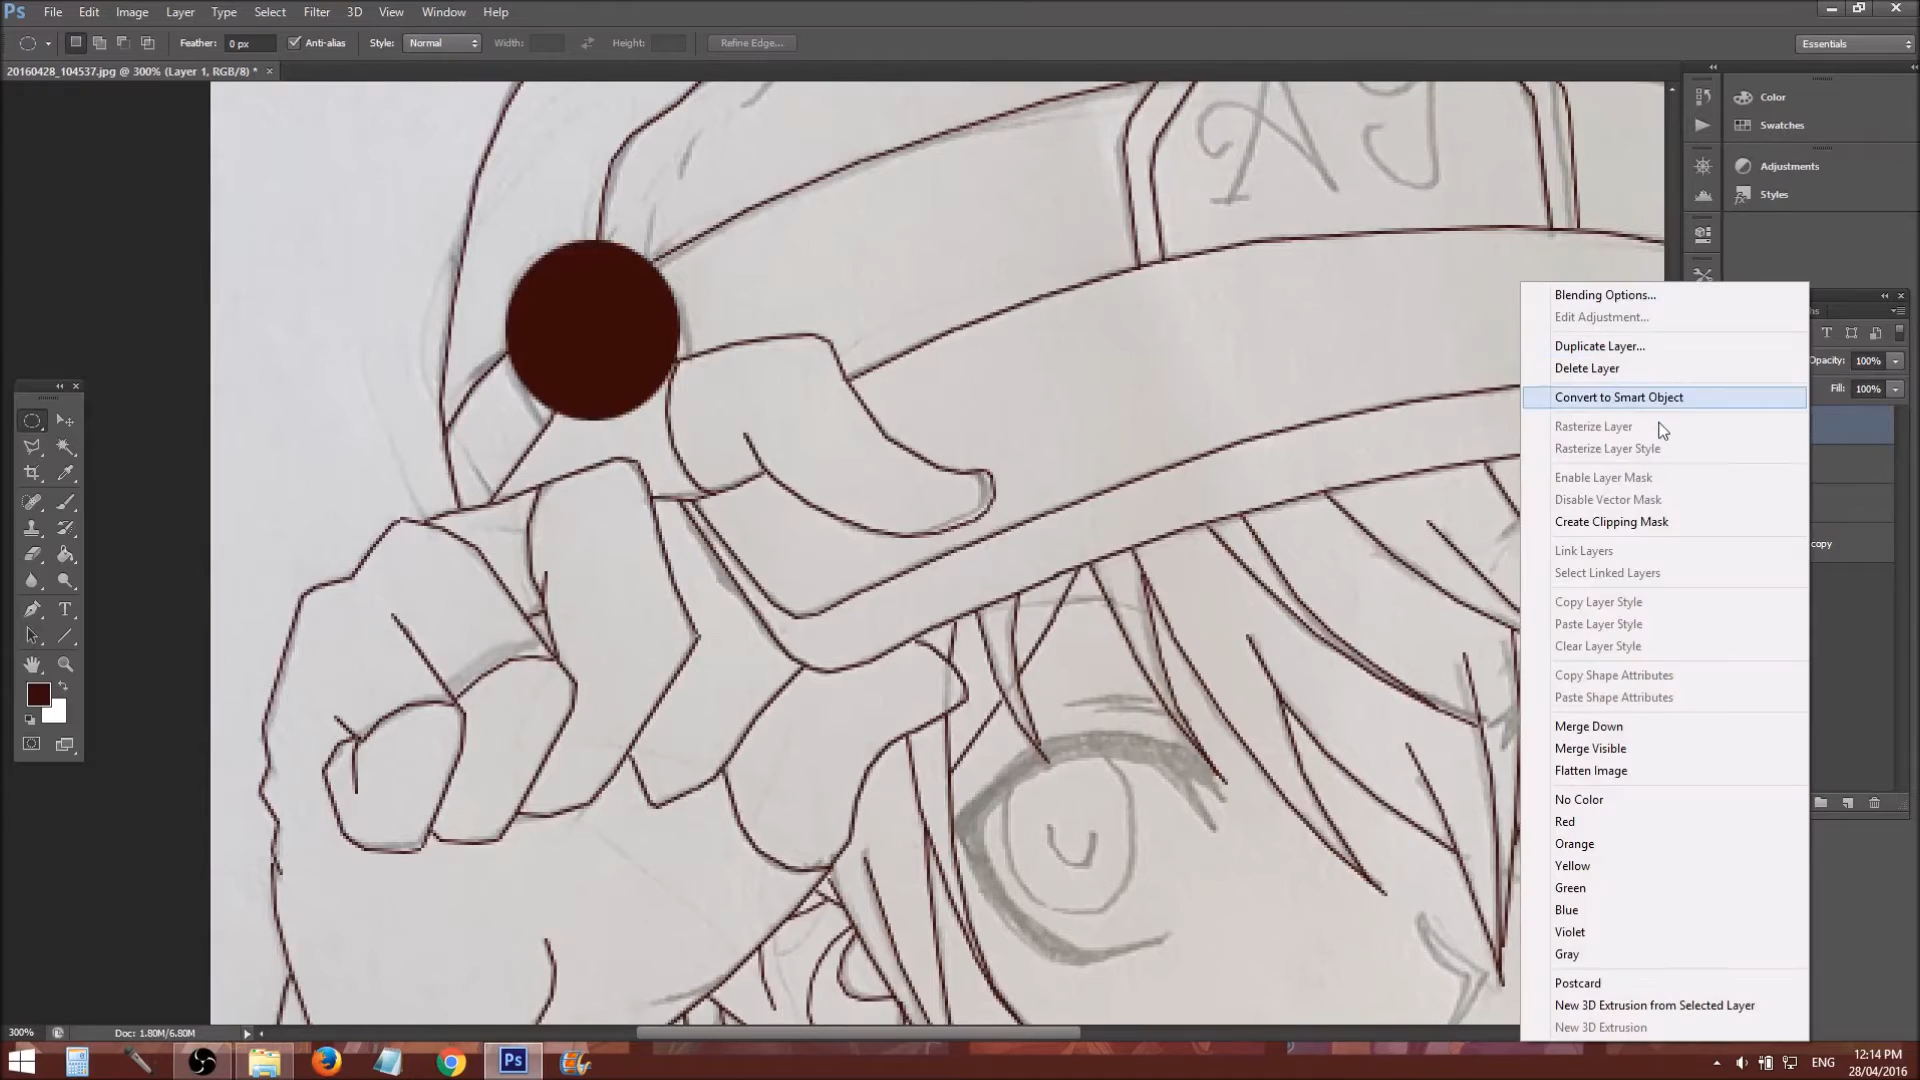 Ps File Edit Image Layer Type Select Filter 3D View Window Help
Feather: 0 px Anti-alias Style: Normal Width: Height: Refine Edge... Essentials
20160428_104537.jpg @ 300% (Layer 1, RGB/8) *
Color
Swatches
Adjustments
Styles
AJ
Blending Options...
Edit Adjustment...
Duplicate Layer...
Delete Layer
Convert to Smart Object
Rasterize Layer
Rasterize Layer Style
Enable Layer Mask
Disable Vector Mask
Create Clipping Mask
Link Layers
Select Linked Layers
Copy Layer Style
Paste Layer Style
Clear Layer Style
Copy Shape Attributes
Paste Shape Attributes
Merge Down
Merge Visible
Flatten Image
No Color
Red
Orange
Yellow
Green
Blue
Violet
Gray
Postcard
New 3D Extrusion from Selected Layer
New 3D Extrusion
Opacity: 100%
Fill: 100%
copy
300% Doc: 1.80M/6.80M
Ps ENG 12:14 PM
28/04/2016